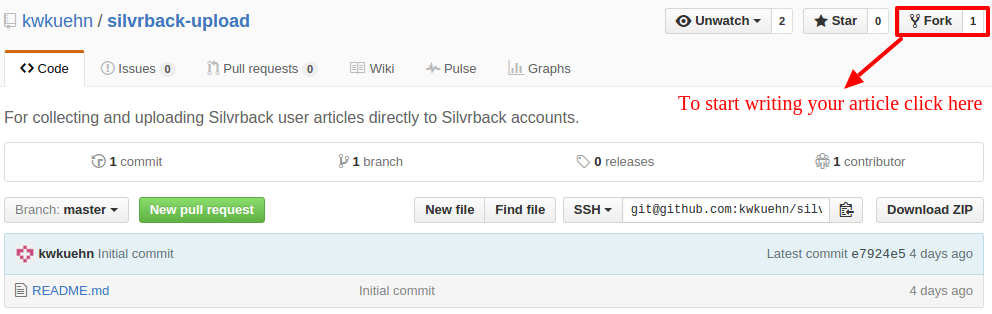 kwkuehn / silvrback-upload Unwatch 2 Star 0 Fork 1
Code Issues 0 Pull requests 0 Wiki Pulse Graphs
To start writing your article click here
For collecting and uploading Silvrback user articles directly to Silvrback accounts.
1 commit 1 branch 0 releases 1 contributor
Branch: master New pull request New file Find file SSH git@github.com:kwkuehn/silv Download ZIP
kwkuehn Initial commit Latest commit e7924e5 4 days ago
README.md Initial commit 4 days ago